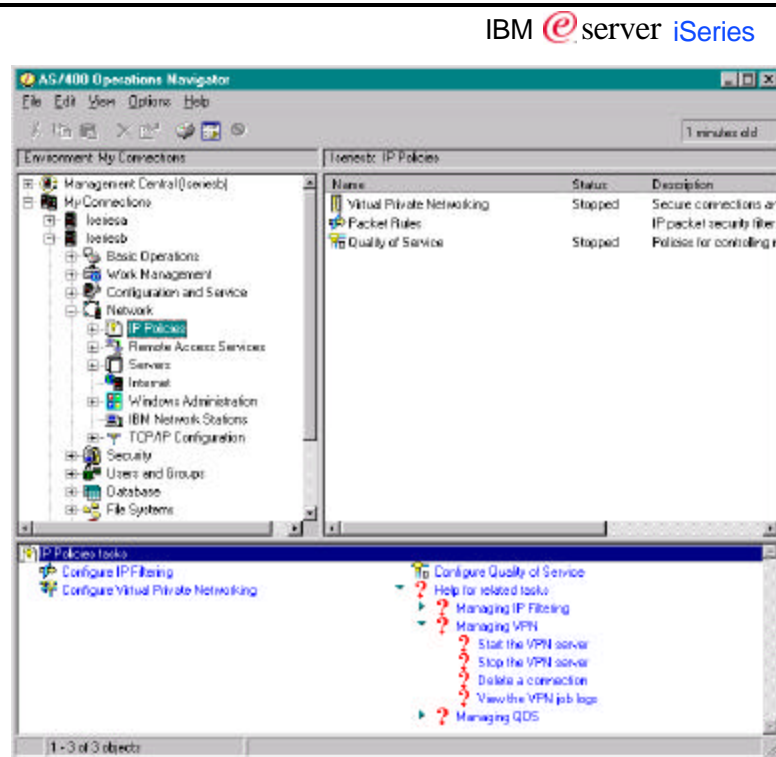 IBM e server iSeries
AS/400 Operations Navigator
File Edit View Options Help
1 minutes old
Environment: My Connections
Iseriesb: IP Policies
Management Central (Iseriesb)
My Connections
Iseriesa
Iseriesb
Basic Operations
Work Management
Configuration and Service
Network
IP Policies
Remote Access Services
Servers
Internet
Windows Administration
IBM Network Stations
TCP/IP Configuration
Security
Users and Groups
Database
File Systems
Name Status Description
Virtual Private Networking Stopped Secure connections ar
Packet Rules IP packet security filter
Quality of Service Stopped Policies for controlling r
IP Policies tasks
Configure IP Filtering
Configure Virtual Private Networking
Configure Quality of Service
Help for related tasks
Managing IP Filtering
Managing VPN
Start the VPN server
Stop the VPN server
Delete a connection
View the VPN job logs
Managing QOS
1 - 3 of 3 objects